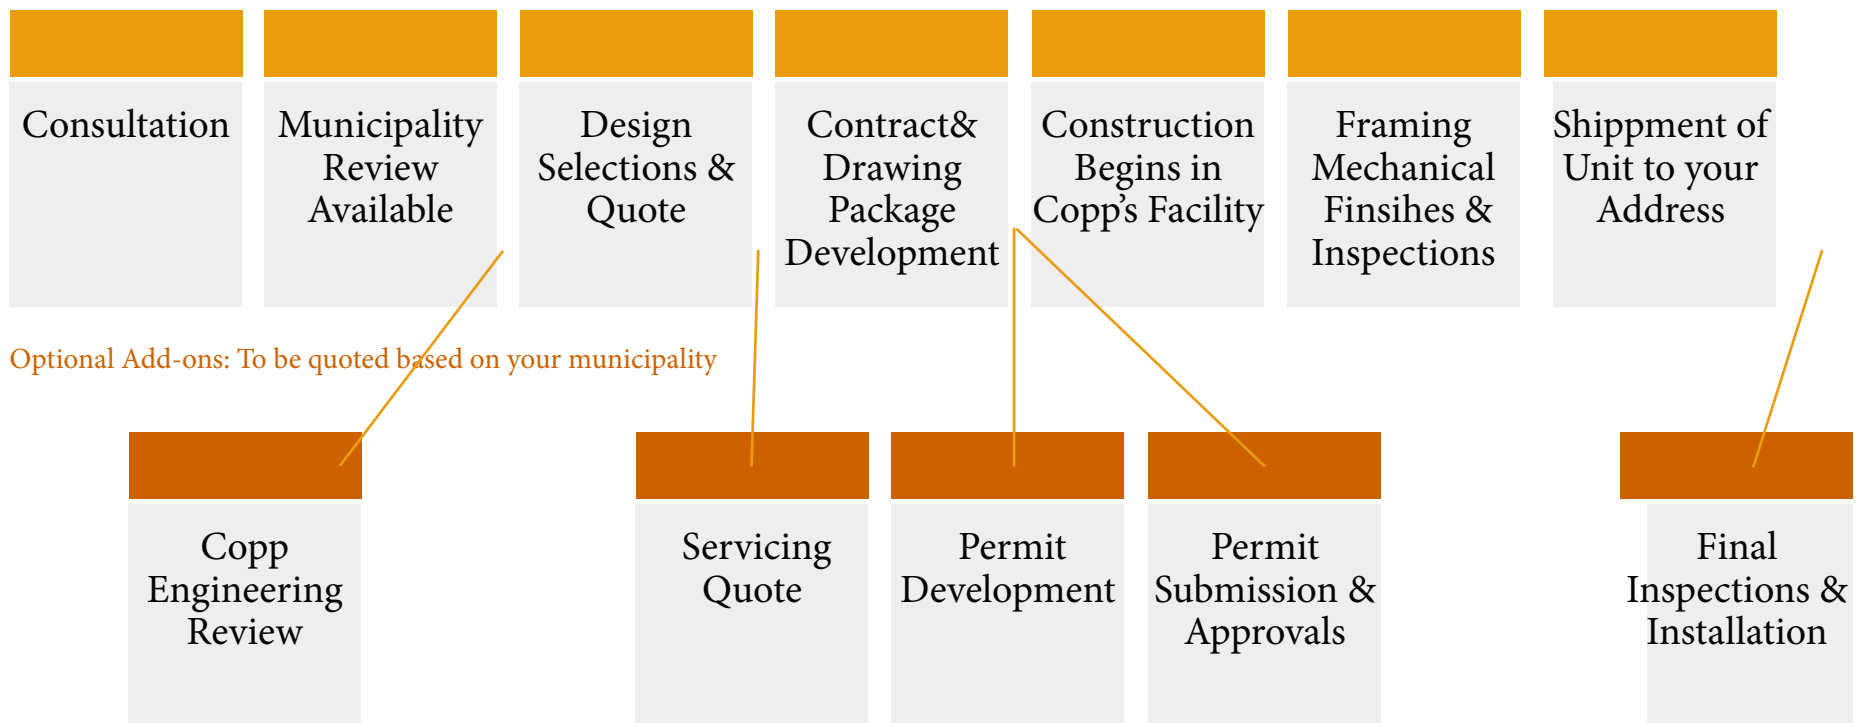 Consultation
Municipality
Review
Available
Design
Selections &
Quote
Contract&
Drawing
Package
Development
Construction
Begins in
Copp's Facility
Framing
Mechanical
Finsihes &
Inspections
Shippment of
Unit to your
Address
Optional Add-ons: To be quoted based on your municipality
Copp
Engineering
Review
Servicing
Quote
Permit
Development
Permit
Submission &
Approvals
Final
Inspections &
Installation